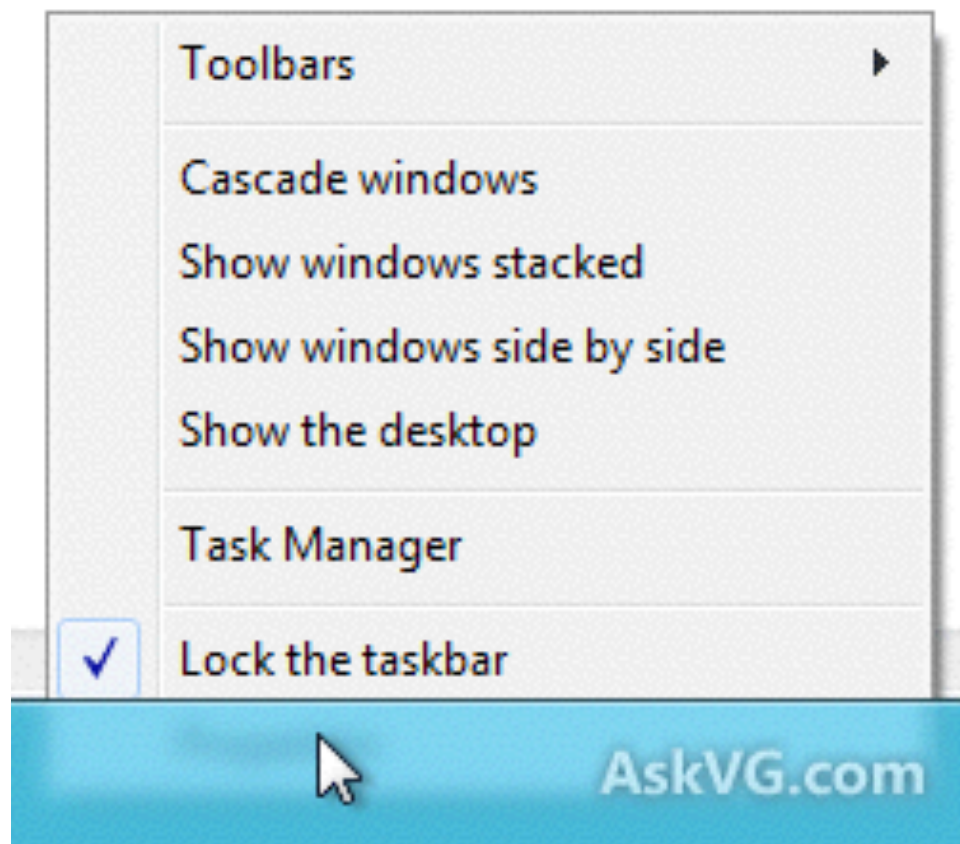 Toolbars
Cascade windows
Show windows stacked
Show windows side by side
Show the desktop
Task Manager
Lock the taskbar
AskVG.com